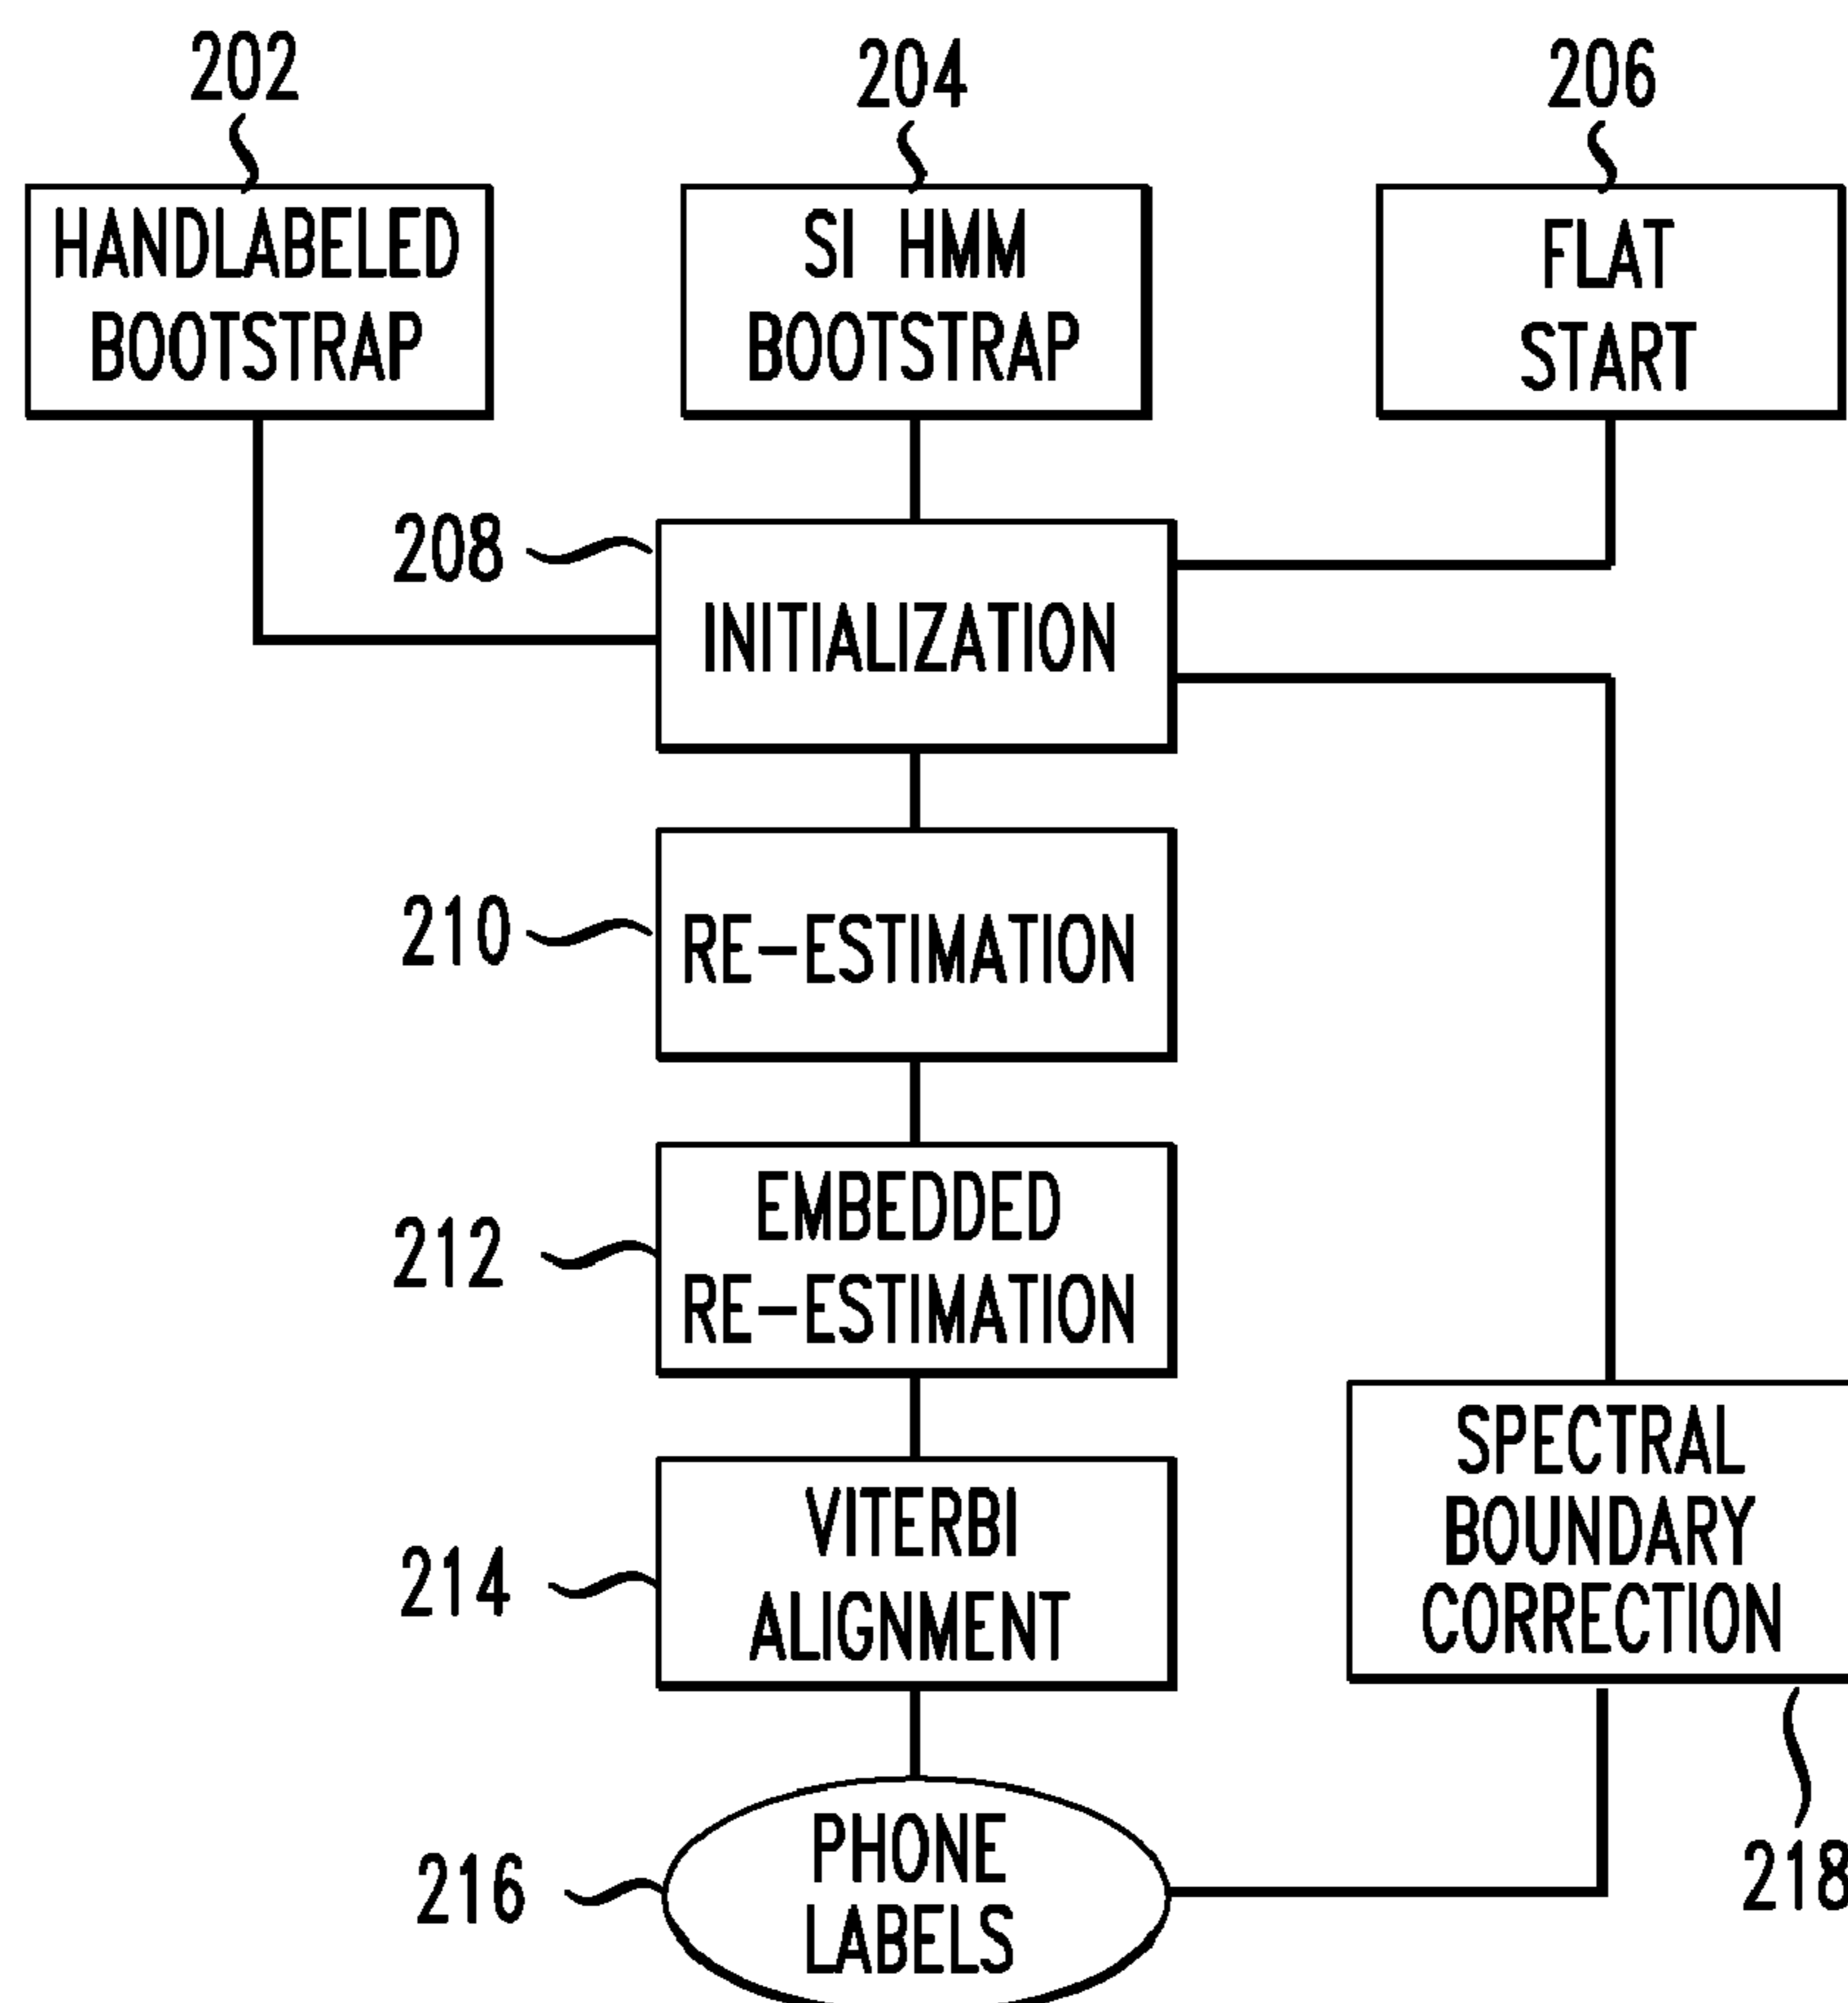 202
204
206
HANDLABELED
BOOTSTRAP
SI HMM
BOOTSTRAP
FLAT
START
208
INITIALIZATION
210
RE-ESTIMATION
212
EMBEDDED
RE-ESTIMATION
214
VITERBI
ALIGNMENT
SPECTRAL
BOUNDARY
CORRECTION
216
PHONE
LABELS
218